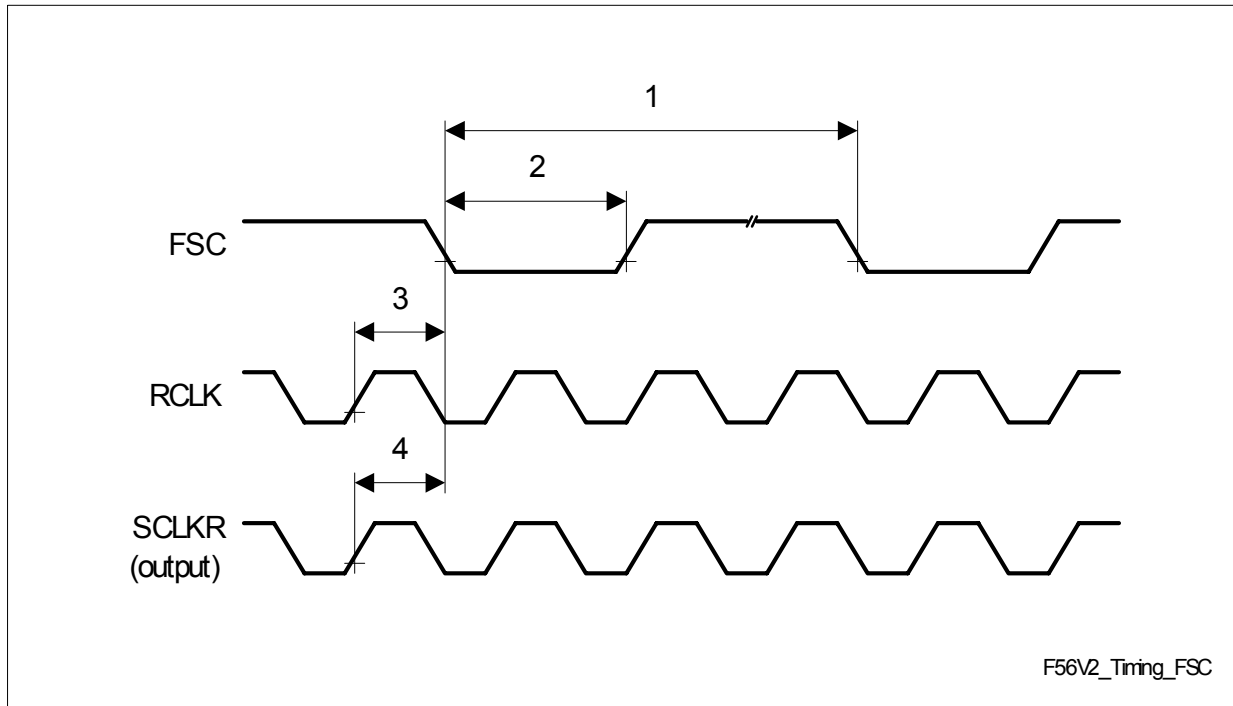 1
2
FSC
3
RCLK
4
SCLKR
(output)
F56V2_Timing_FSC